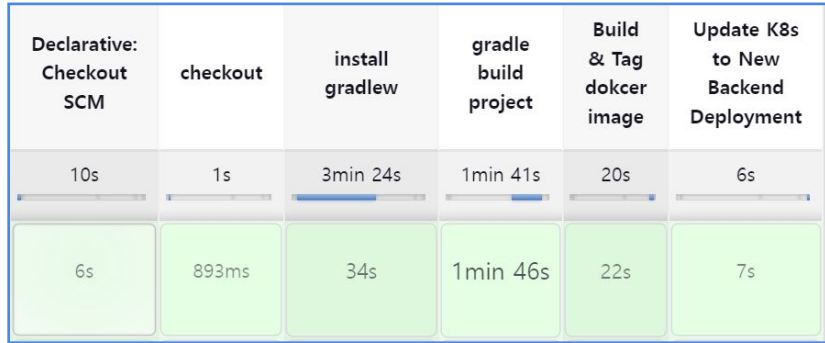 Declarative:
Checkout
SCM
checkout
install
gradlew
gradle
build
project
Build
& Tag
dokcer
image
Update K8s
to New
Backend
Deployment
10s
1s
3min 24s
1min 41s
20s
6s
6s
893ms
34s
1min 46s
22s
7s